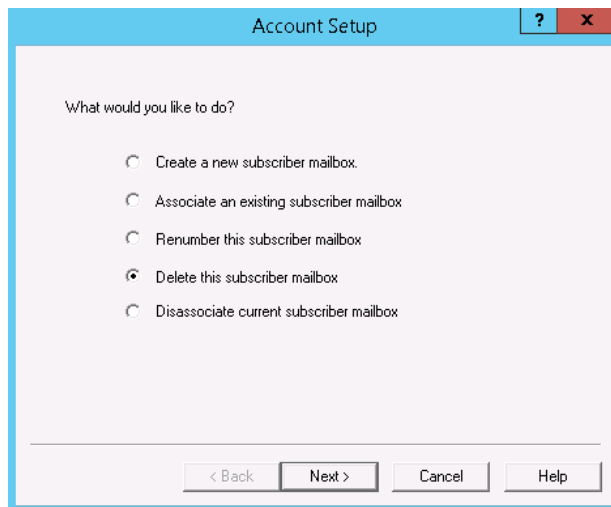 Account Setup
? x
What would you like to do?
Create a new subscriber mailbox.
Associate an existing subscriber mailbox
Renumber this subscriber mailbox
Delete this subscriber mailbox
Disassociate current subscriber mailbox
< Back Next > Cancel Help